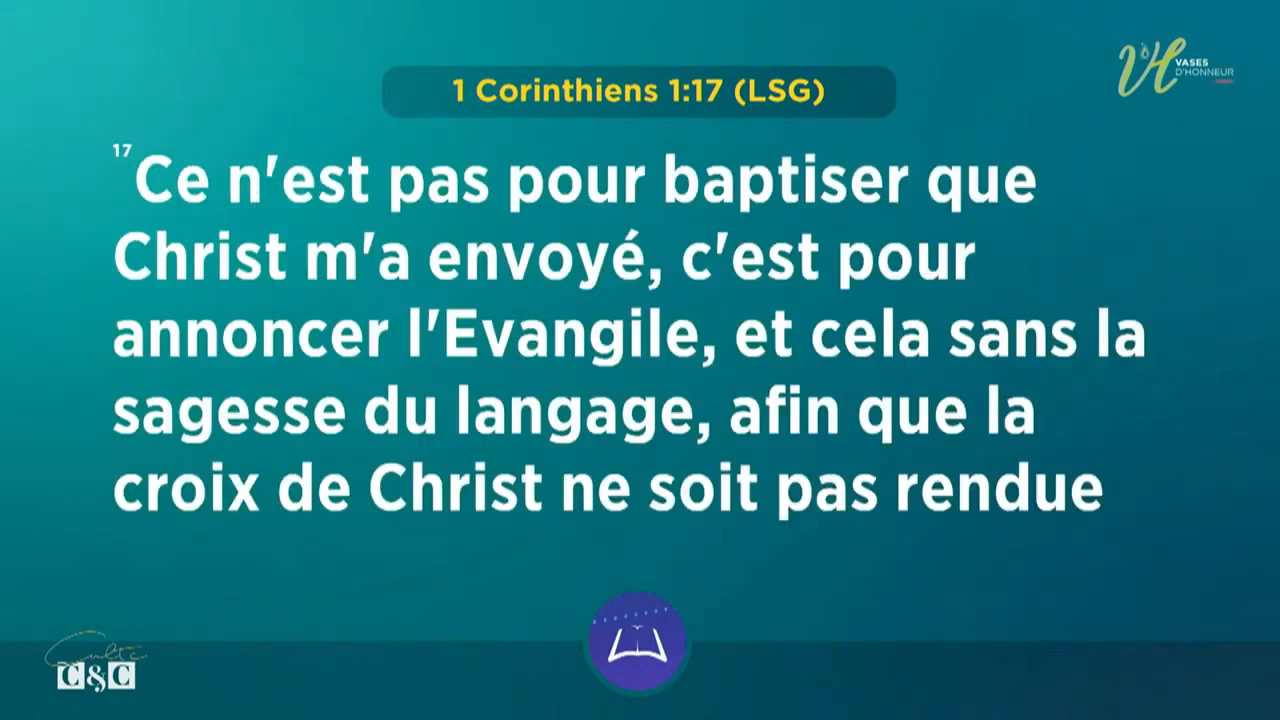 1 Corinthiens 1:17 (LSG)
VASES
D'HONNEUR
17 Ce n'est pas pour baptiser que
Christ m'a envoyé, c'est pour
annoncer l'Evangile, et cela sans la
sagesse du langage, afin que la
croix de Christ ne soit pas rendue
Culte
C&C